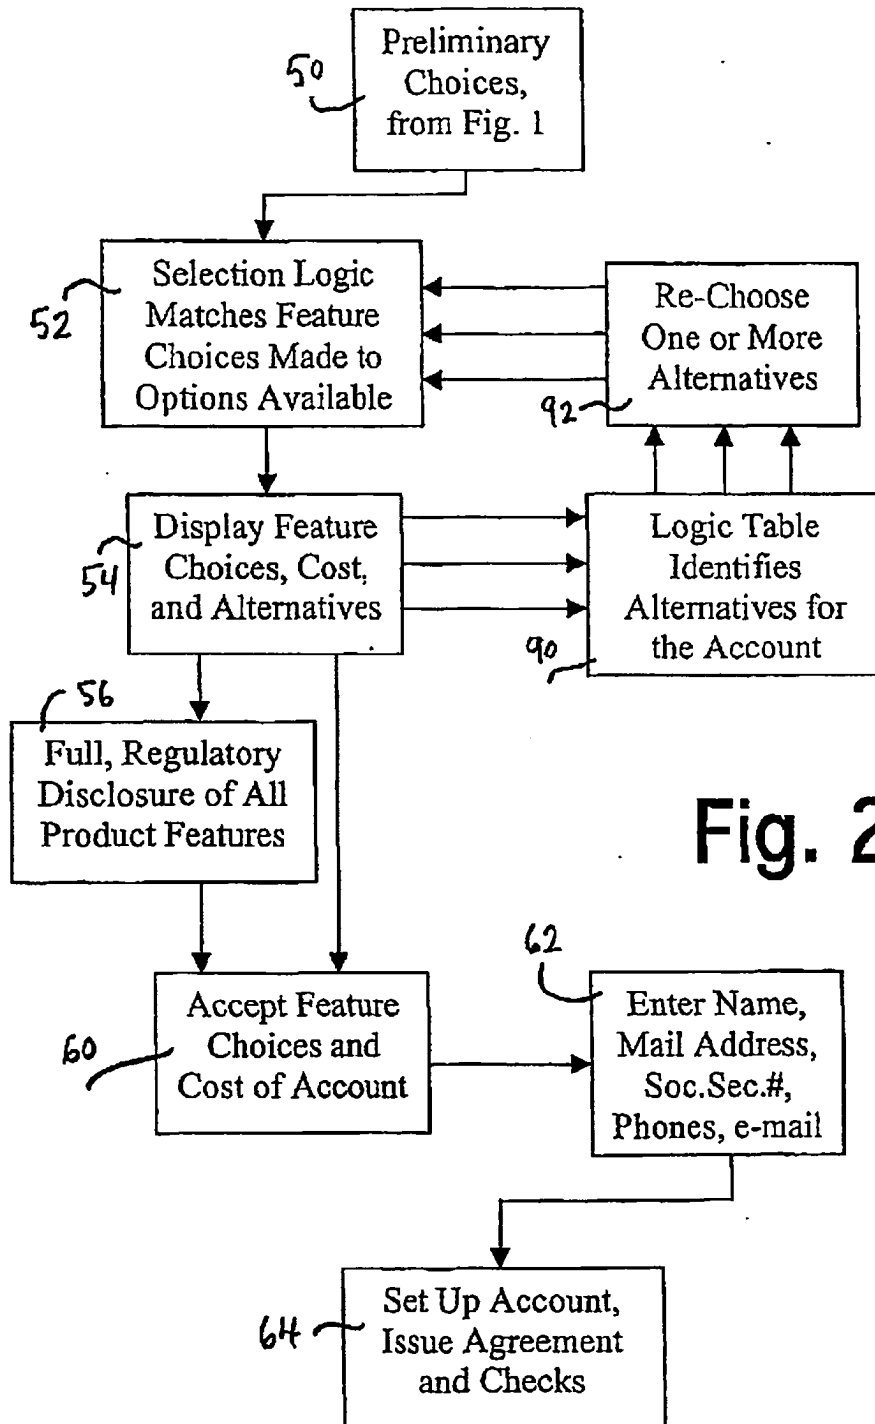 50
Preliminary
Choices,
from Fig. 1
52
Selection Logic
Matches Feature
Choices Made to
Options Available
Re-Choose
One or More
Alternatives
92
54
Display Feature
Choices, Cost,
and Alternatives
Logic Table
Identifies
Alternatives for
the Account
90
56
Full, Regulatory
Disclosure of All
Product Features
Fig. 2
60
Accept Feature
Choices and
Cost of Account
62
Enter Name,
Mail Address,
Soc.Sec.#,
Phones, e-mail
64
Set Up Account,
Issue Agreement
and Checks